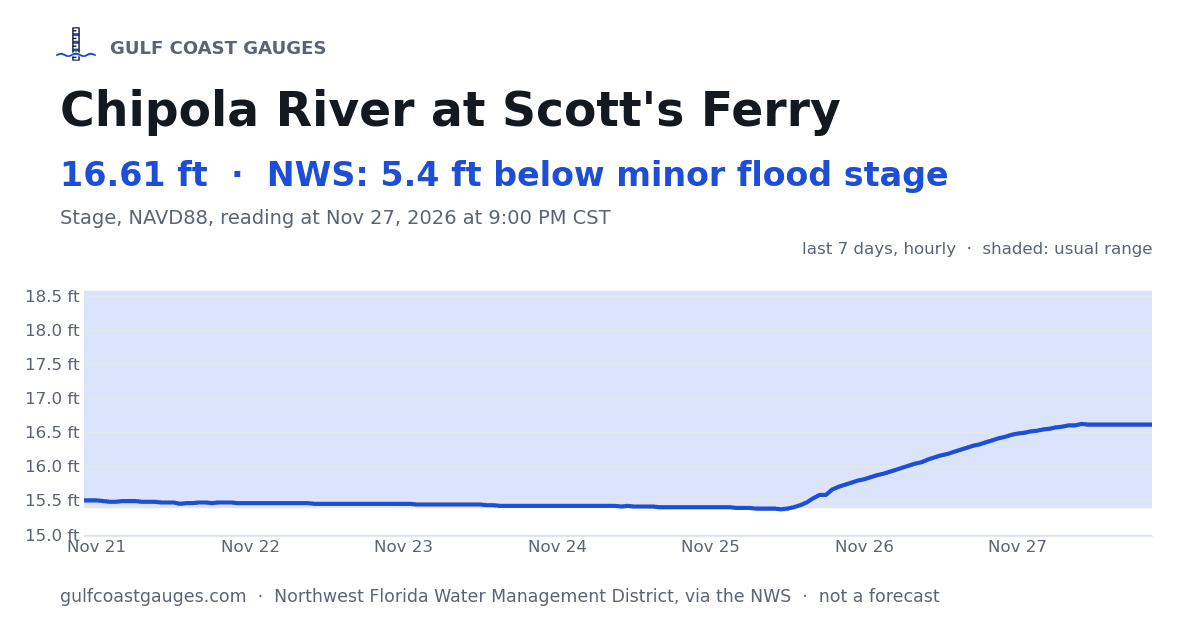 GULF COAST GAUGES
Chipola River at Scott's Ferry
16.61 ft · NWS: 5.4 ft below minor flood stage
Stage, NAVD88, reading at Nov 27, 2026 at 9:00 PM CST
last 7 days, hourly · shaded: usual range
18.5 ft
18.0 ft
17.5 ft
17.0 ft
16.5 ft
16.0 ft
15.5 ft
15.0 ft
Nov 21 Nov 22 Nov 23 Nov 24 Nov 25 Nov 26 Nov 27
gulfcoastgauges.com · Northwest Florida Water Management District, via the NWS · not a forecast